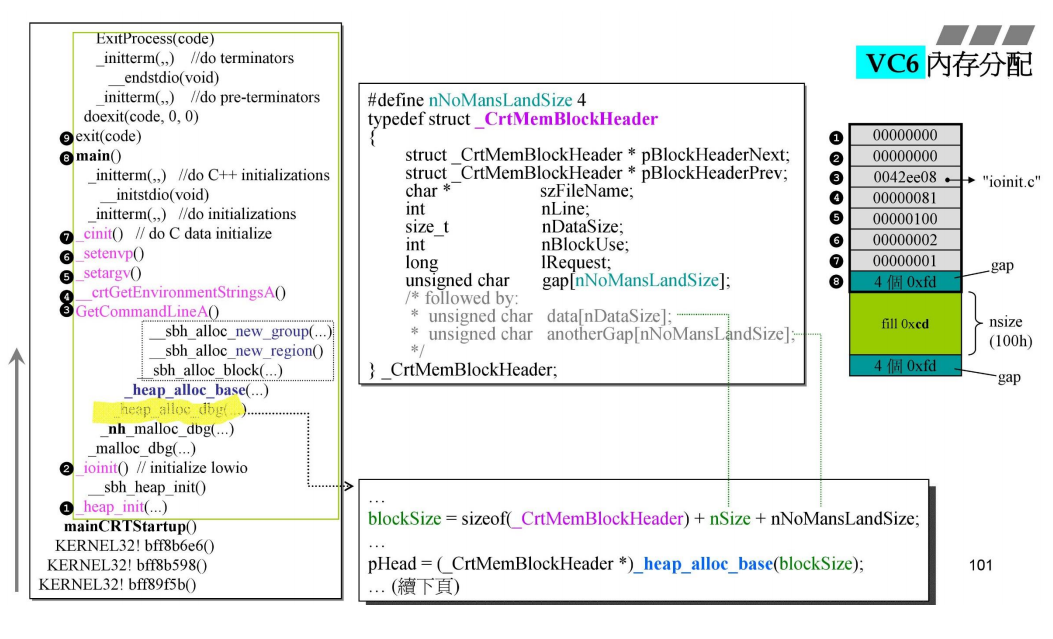 VC6 內存分配
ExitProcess(code)
_initterm(,,) //do terminators
__endstdio(void)
_initterm(,,) //do pre-terminators
doexit(code, 0, 0)
❾ exit(code)
❽ main()
_initterm(,,) //do C++ initializations
__initstdio(void)
_initterm(,,) //do initializations
❼ _cinit() // do C data initialize
❻ _setenvp()
❺ _setargv()
❹ __crtGetEnvironmentStringsA()
❸ GetCommandLineA()
__sbh_alloc_new_group(...)
__sbh_alloc_new_region()
__sbh_alloc_block(...)
_heap_alloc_base(...)
_heap_alloc_dbg(...)
_nh_malloc_dbg(...)
_malloc_dbg(...)
❷ _ioinit() // initialize lowio
__sbh_heap_init()
❶ _heap_init(...)
mainCRTStartup()
KERNEL32! bff8b6e6()
KERNEL32! bff8b598()
KERNEL32! bff89f5b()
#define nNoMansLandSize 4
typedef struct _CrtMemBlockHeader
{
struct _CrtMemBlockHeader * pBlockHeaderNext;
struct _CrtMemBlockHeader * pBlockHeaderPrev;
char * szFileName;
int nLine;
size_t nDataSize;
int nBlockUse;
long lRequest;
unsigned char gap[nNoMansLandSize];
/* followed by:
* unsigned char data[nDataSize];
* unsigned char anotherGap[nNoMansLandSize];
*/
} _CrtMemBlockHeader;
❶ 00000000
❷ 00000000
❸ 0042ee08 "ioinit.c"
❹ 00000081
❺ 00000100
❻ 00000002
❼ 00000001
❽ 4 個 0xfd gap
fill 0xcd nsize
(100h)
4 個 0xfd gap
…
blockSize = sizeof(_CrtMemBlockHeader) + nSize + nNoMansLandSize;
…
pHead = (_CrtMemBlockHeader *)_heap_alloc_base(blockSize);
… (續下頁)
101